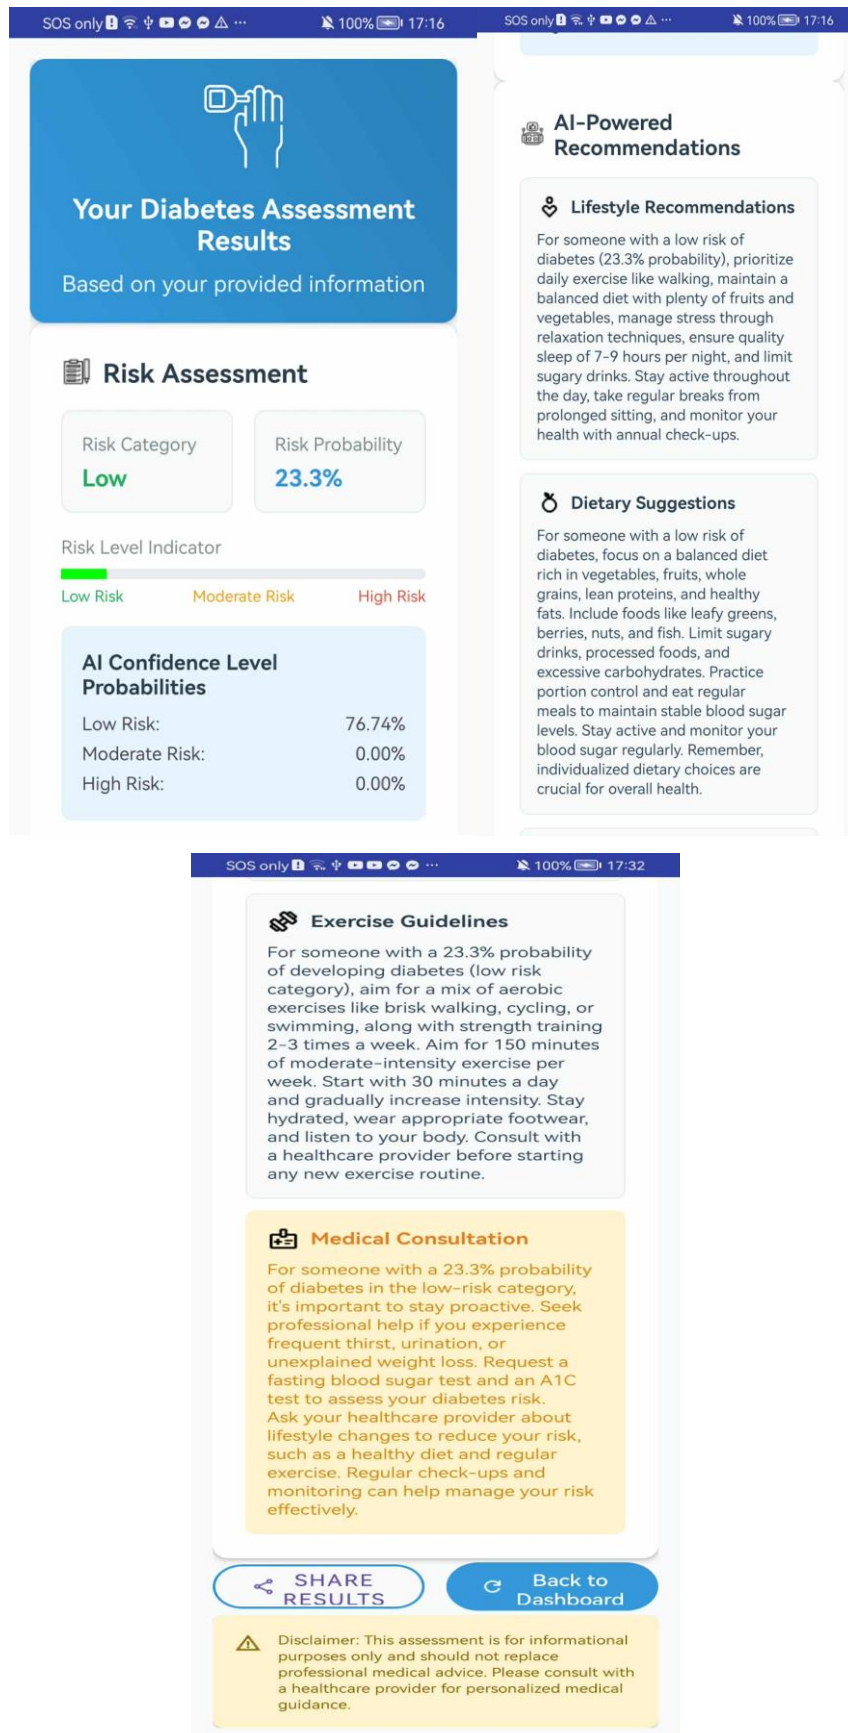 SOS only 100% 17:16
Your Diabetes Assessment
Results
Based on your provided information
Risk Assessment
Risk Category
Low
Risk Probability
23.3%
Risk Level Indicator
Low Risk
Moderate Risk
High Risk
AI Confidence Level
Probabilities
Low Risk: 76.74%
Moderate Risk: 0.00%
High Risk: 0.00%
SOS only 100% 17:16
AI-Powered
Recommendations
Lifestyle Recommendations
For someone with a low risk of
diabetes (23.3% probability), prioritize
daily exercise like walking, maintain a
balanced diet with plenty of fruits and
vegetables, manage stress through
relaxation techniques, ensure quality
sleep of 7-9 hours per night, and limit
sugary drinks. Stay active throughout
the day, take regular breaks from
prolonged sitting, and monitor your
health with annual check-ups.
Dietary Suggestions
For someone with a low risk of
diabetes, focus on a balanced diet
rich in vegetables, fruits, whole
grains, lean proteins, and healthy
fats. Include foods like leafy greens,
berries, nuts, and fish. Limit sugary
drinks, processed foods, and
excessive carbohydrates. Practice
portion control and eat regular
meals to maintain stable blood sugar
levels. Stay active and monitor your
blood sugar regularly. Remember,
individualized dietary choices are
crucial for overall health.
SOS only 100% 17:32
Exercise Guidelines
For someone with a 23.3% probability
of developing diabetes (low risk
category), aim for a mix of aerobic
exercises like brisk walking, cycling, or
swimming, along with strength training
2-3 times a week. Aim for 150 minutes
of moderate-intensity exercise per
week. Start with 30 minutes a day
and gradually increase intensity. Stay
hydrated, wear appropriate footwear,
and listen to your body. Consult with
a healthcare provider before starting
any new exercise routine.
Medical Consultation
For someone with a 23.3% probability
of diabetes in the low-risk category,
it's important to stay proactive. Seek
professional help if you experience
frequent thirst, urination, or
unexplained weight loss. Request a
fasting blood sugar test and an A1C
test to assess your diabetes risk.
Ask your healthcare provider about
lifestyle changes to reduce your risk,
such as a healthy diet and regular
exercise. Regular check-ups and
monitoring can help manage your risk
effectively.
SHARE
RESULTS
Back to
Dashboard
Disclaimer: This assessment is for informational
purposes only and should not replace
professional medical advice. Please consult with
a healthcare provider for personalized medical
guidance.